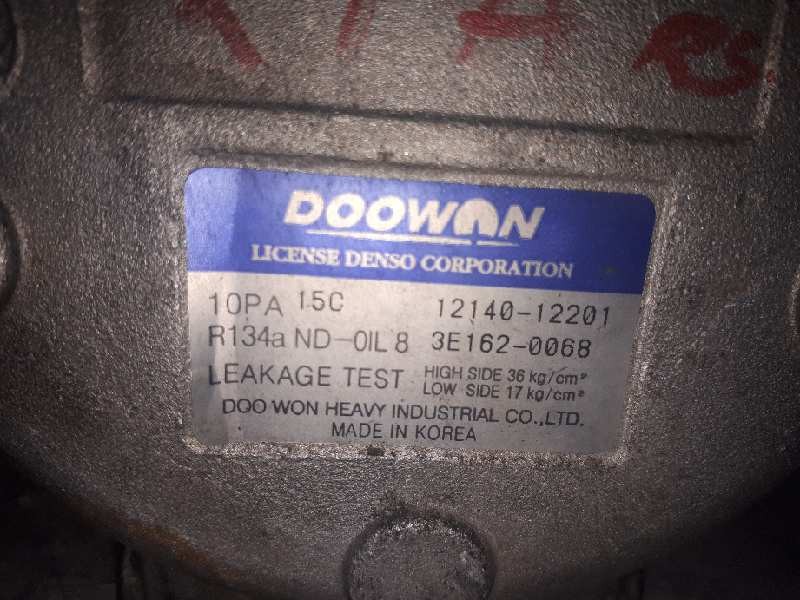 RS
DOOWON
LICENSE DENSO CORPORATION
10PA 15C 12140-12201
R134a ND-OIL 8 3E162-0068
LEAKAGE TEST HIGH SIDE 36 kg/cm²
LOW SIDE 17 kg/cm²
DOO WON HEAVY INDUSTRIAL CO.,LTD.
MADE IN KOREA